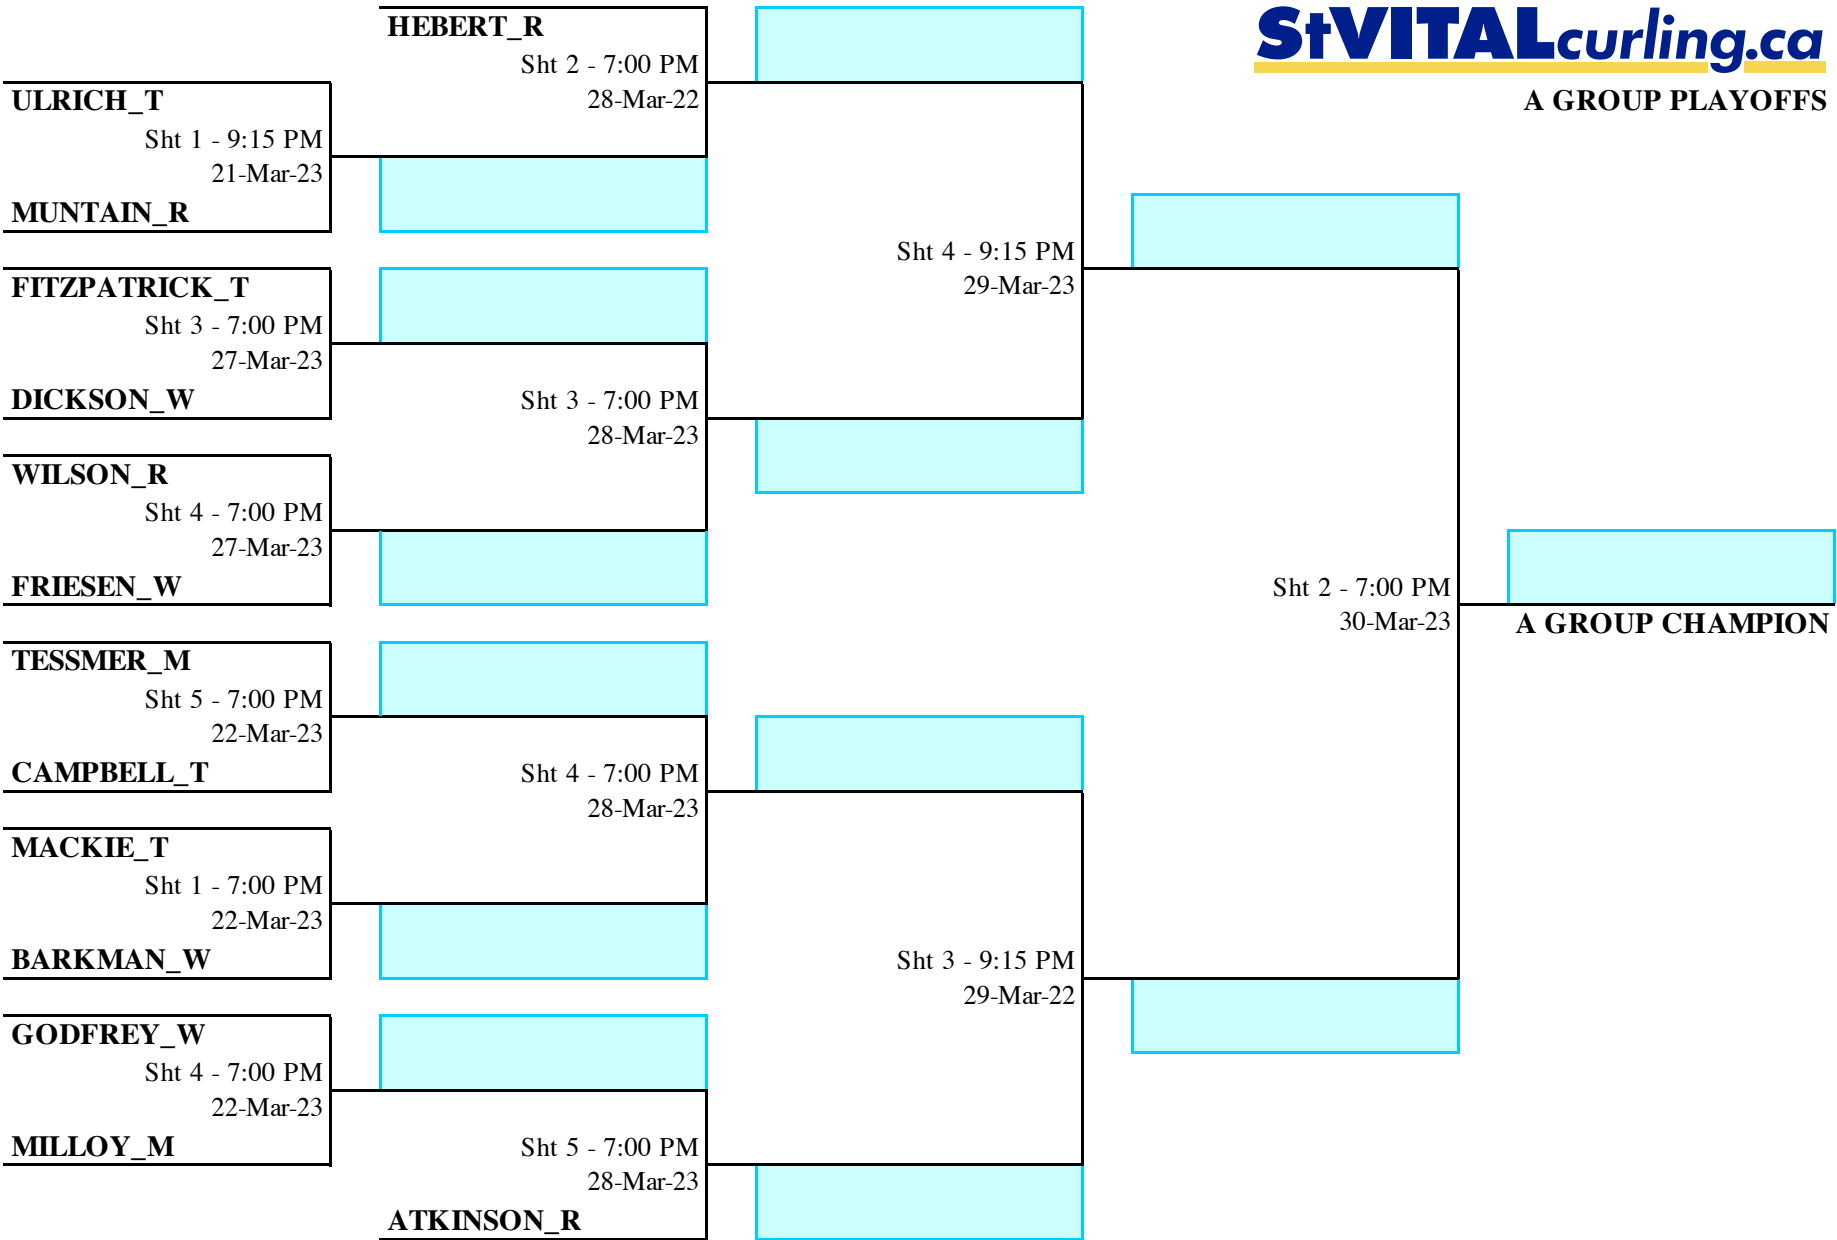 HEBERT_R
Sht 2 - 7:00 PM
28-Mar-22
StVITALcurling.ca
A GROUP PLAYOFFS
ULRICH_T
Sht 1 - 9:15 PM
21-Mar-23
MUNTAIN_R
FITZPATRICK_T
Sht 3 - 7:00 PM
27-Mar-23
DICKSON_W
Sht 3 - 7:00 PM
28-Mar-23
WILSON_R
Sht 4 - 7:00 PM
27-Mar-23
FRIESEN_W
Sht 4 - 9:15 PM
29-Mar-23
TESSMER_M
Sht 5 - 7:00 PM
22-Mar-23
CAMPBELL_T
Sht 4 - 7:00 PM
28-Mar-23
MACKIE_T
Sht 1 - 7:00 PM
22-Mar-23
BARKMAN_W
GODFREY_W
Sht 4 - 7:00 PM
22-Mar-23
MILLOY_M
Sht 5 - 7:00 PM
28-Mar-23
ATKINSON_R
Sht 3 - 9:15 PM
29-Mar-22
Sht 2 - 7:00 PM
30-Mar-23
A GROUP CHAMPION